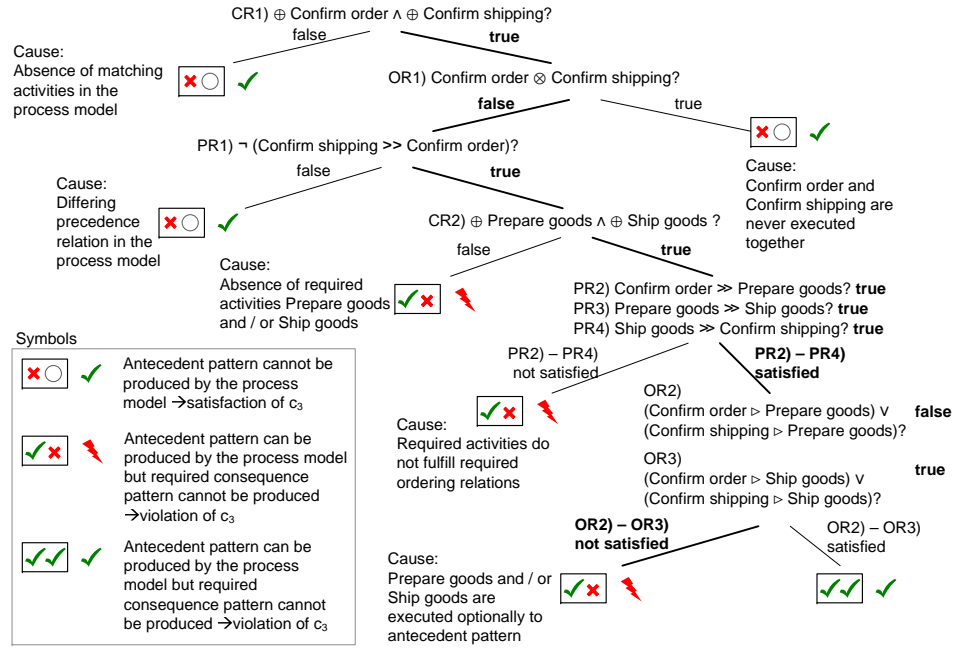 CR1) ⊕ Confirm order ∧ ⊕ Confirm shipping?
false
true
Cause:
Absence of matching
activities in the
process model
OR1) Confirm order ⊗ Confirm shipping?
false
true
PR1) ¬ (Confirm shipping >> Confirm order)?
false
true
Cause:
Confirm order and
Confirm shipping are
never executed
together
Cause:
Differing
precedence
relation in the
process model
CR2) ⊕ Prepare goods ∧ ⊕ Ship goods ?
false
true
Cause:
Absence of required
activities Prepare goods
and / or Ship goods
PR2) Confirm order ≫ Prepare goods? true
PR3) Prepare goods ≫ Ship goods? true
PR4) Ship goods ≫ Confirm shipping? true
PR2) – PR4)
not satisfied
PR2) – PR4)
satisfied
Cause:
Required activities do
not fulfill required
ordering relations
OR2)
(Confirm order ▹ Prepare goods) ∨
(Confirm shipping ▹ Prepare goods)?
false
OR3)
(Confirm order ▹ Ship goods) ∨
(Confirm shipping ▹ Ship goods)?
true
OR2) – OR3)
not satisfied
OR2) – OR3)
satisfied
Cause:
Prepare goods and / or
Ship goods are
executed optionally to
antecedent pattern
Symbols
Antecedent pattern cannot be
produced by the process
model →satisfaction of c₃
Antecedent pattern can be
produced by the process model
but required consequence
pattern cannot be produced
→violation of c₃
Antecedent pattern can be
produced by the process
model but required
consequence pattern cannot
be produced →violation of c₃